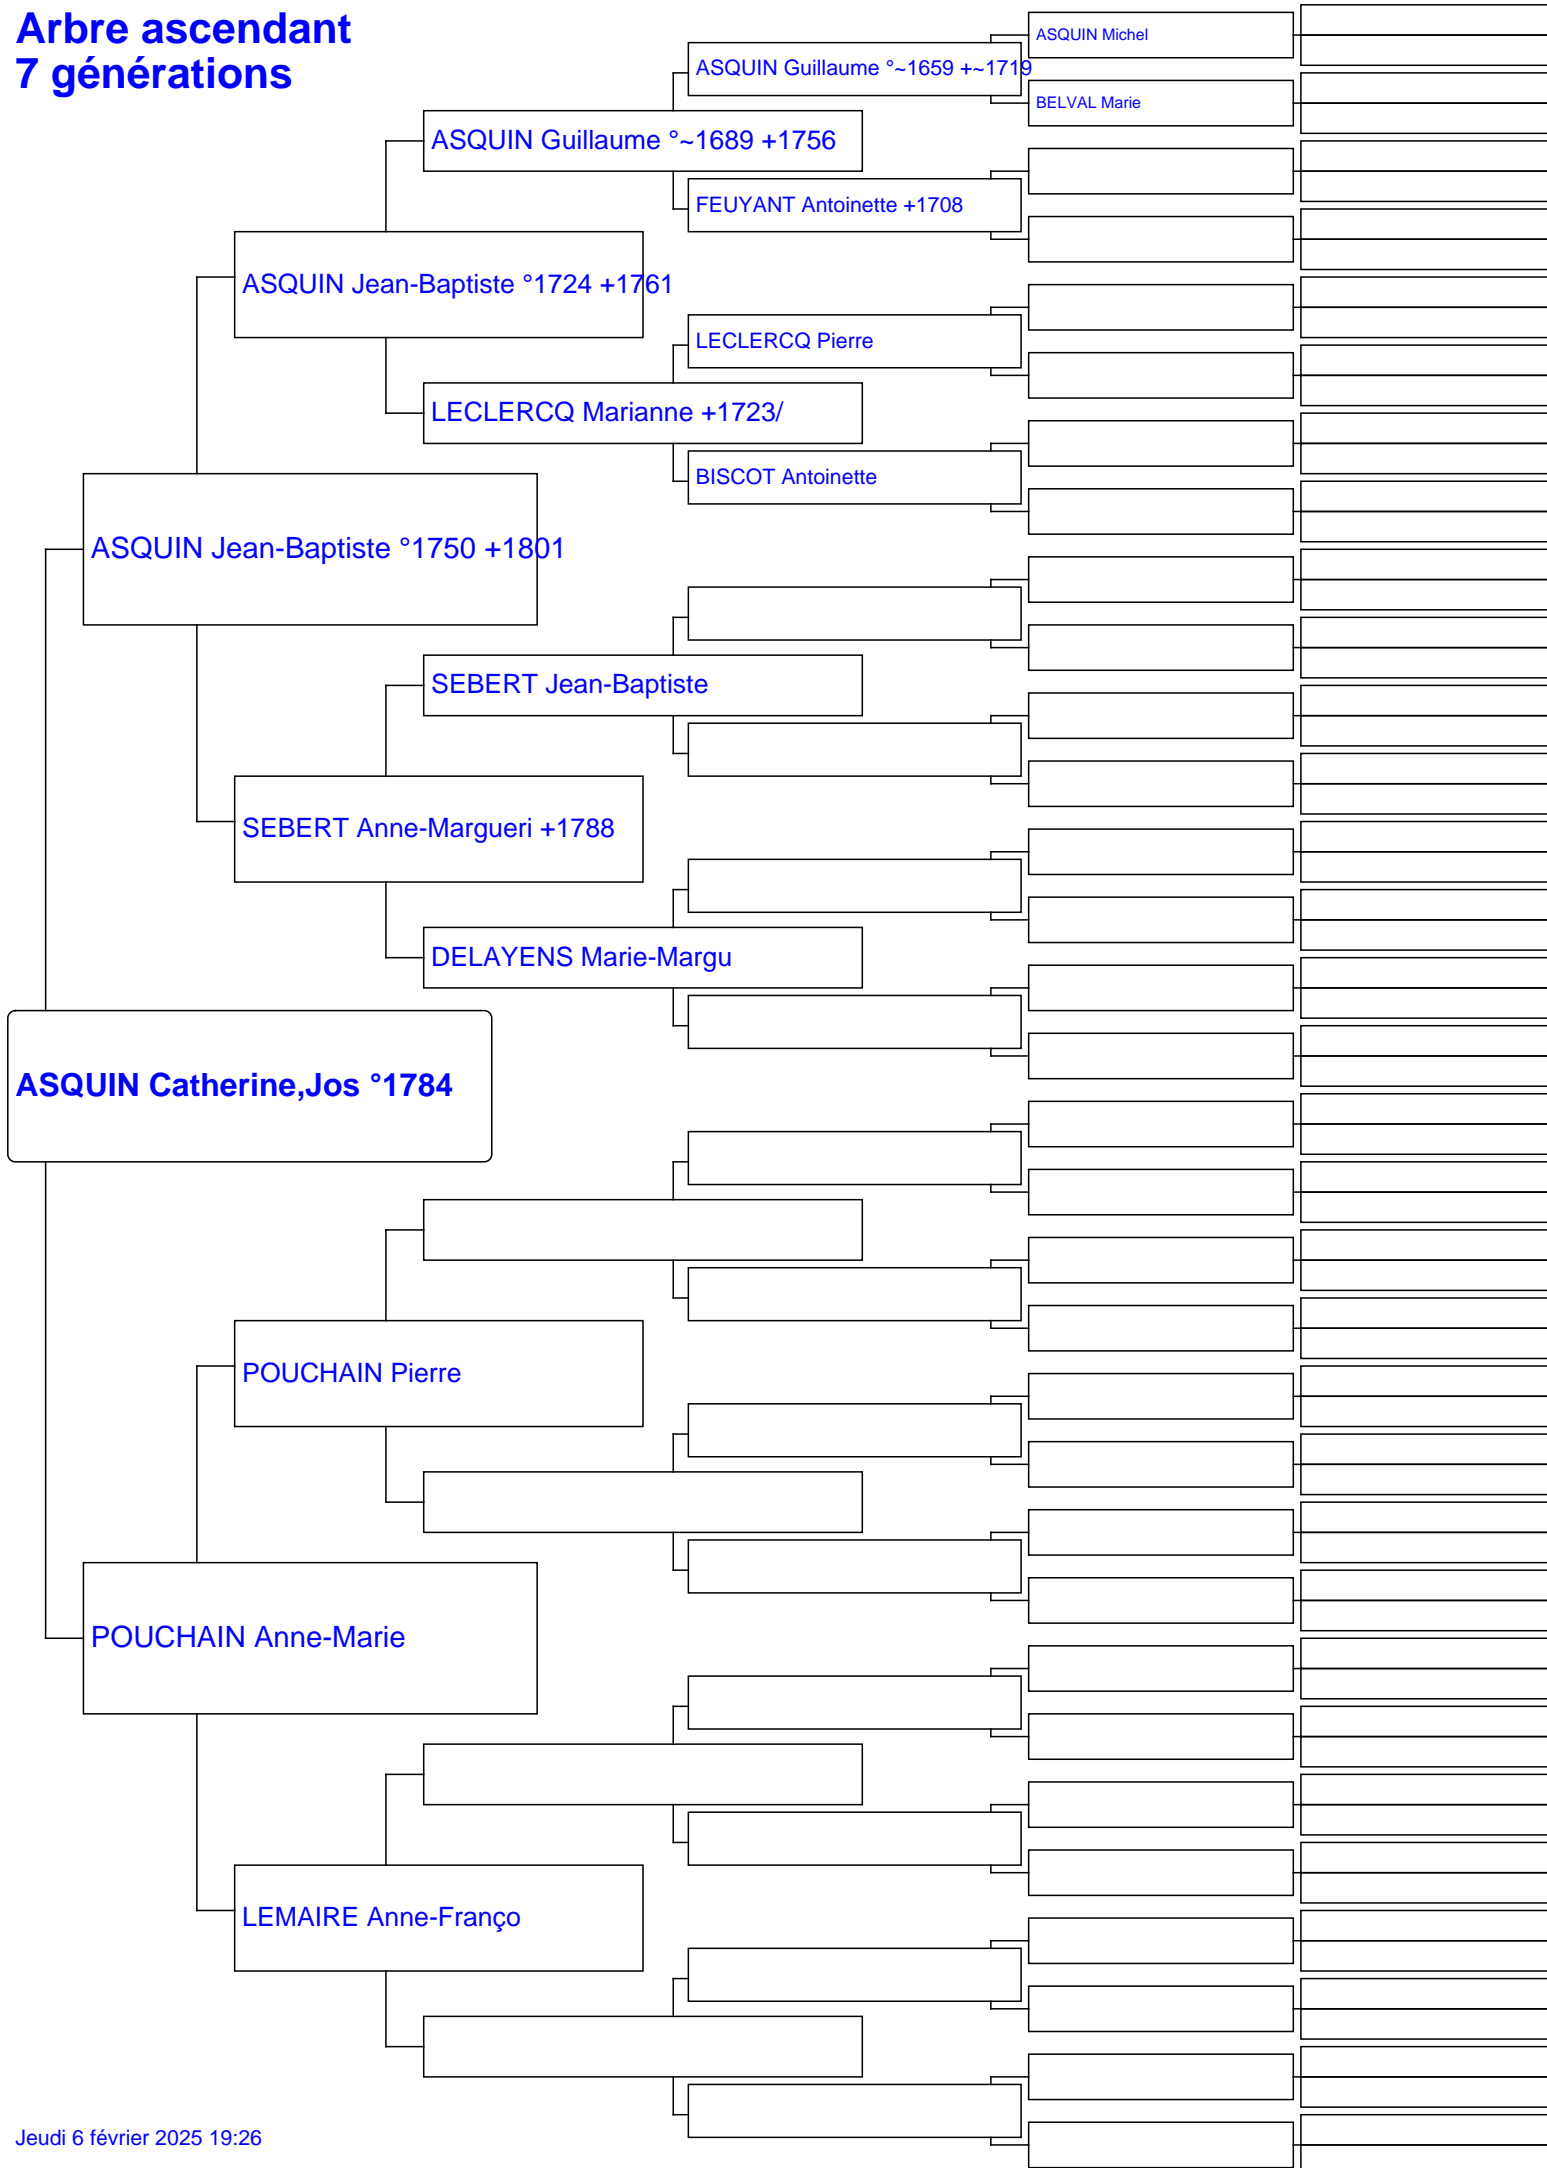 Arbre ascendant
7 générations
ASQUIN Michel
ASQUIN Guillaume °~1659 +~1719
BELVAL Marie
ASQUIN Guillaume °~1689 +1756
FEUYANT Antoinette +1708
ASQUIN Jean-Baptiste °1724 +1761
LECLERCQ Pierre
LECLERCQ Marianne +1723/
BISCOT Antoinette
ASQUIN Jean-Baptiste °1750 +1801
SEBERT Jean-Baptiste
SEBERT Anne-Margueri +1788
DELAYENS Marie-Margu
ASQUIN Catherine,Jos °1784
POUCHAIN Pierre
POUCHAIN Anne-Marie
LEMAIRE Anne-Franço
Jeudi 6 février 2025 19:26